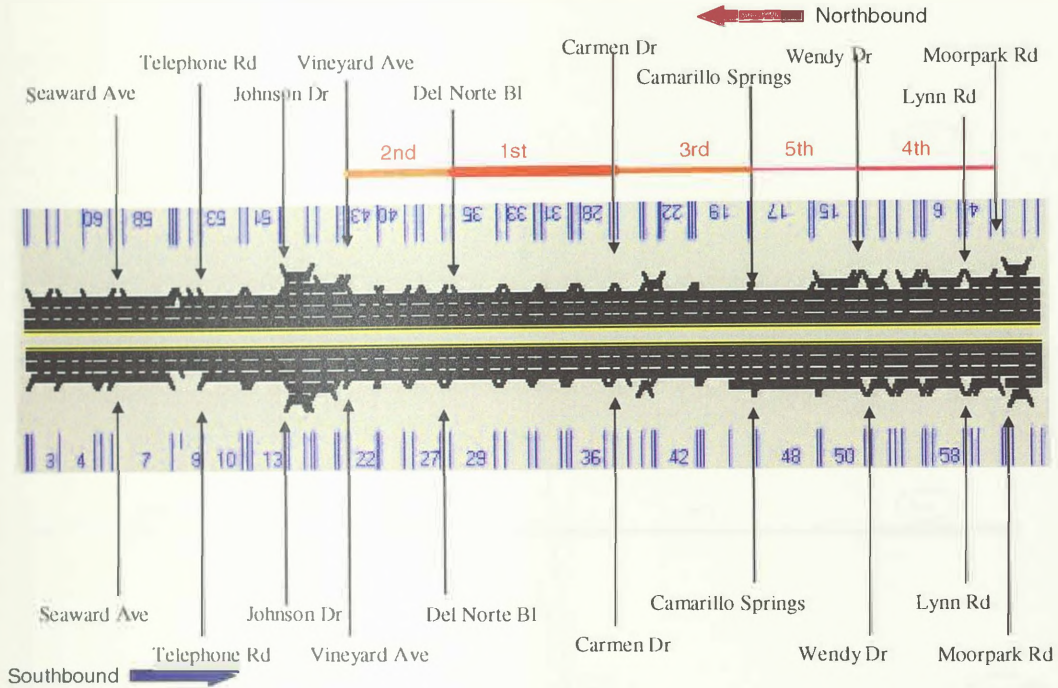 Northbound
Carmen Dr
Telephone Rd Vineyard Ave Wendy Dr Moorpark Rd
Camarillo Springs
Seaward Ave Johnson Dr Del Norte Bl Lynn Rd
2nd 1st 3rd 5th 4th
60 58 53 51 43 40 35 33 31 28 22 19 17 15 6 4
3 4 7 9 10 13 22 27 29 36 42 48 50 58
Seaward Ave Johnson Dr Del Norte Bl Camarillo Springs Lynn Rd
Telephone Rd Vineyard Ave Carmen Dr Wendy Dr Moorpark Rd
Southbound